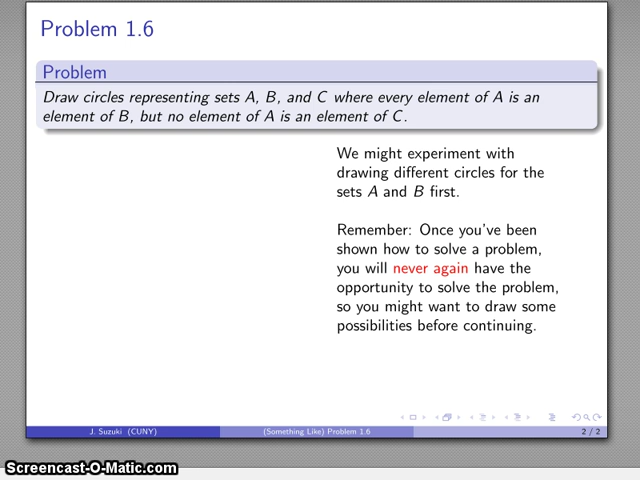 Problem 1.6
Problem
Draw circles representing sets A, B, and C where every element of A is an
element of B, but no element of A is an element of C.
We might experiment with
drawing different circles for the
sets A and B first.
Remember: Once you've been
shown how to solve a problem,
you will never again have the
opportunity to solve the problem,
so you might want to draw some
possibilities before continuing.
J. Suzuki (CUNY) (Something Like) Problem 1.6 2 / 2
Screencast-O-Matic.com